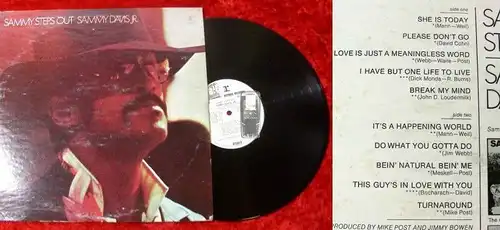 SAMMY STEPS OUT SAMMY DAVIS, JR.
side one
SHE IS TODAY
*(Mann—Weil)
PLEASE DON'T GO
(David Cohn)
LOVE IS JUST A MEANINGLESS WORD
*(Webb—Waite—Post)
I HAVE BUT ONE LIFE TO LIVE
**(Dick Monda—R. Burns)
BREAK MY MIND
**(John D. Loudermilk)
side two
IT'S A HAPPENING WORLD
**(Mann—Weil)
DO WHAT YOU GOTTA DO
*(Jim Webb)
BEIN' NATURAL BEIN' ME
*(Meskell—Post)
THIS GUY'S IN LOVE WITH YOU
****(Bacharach—David)
TURNAROUND
**(Mike Post)
PRODUCED BY MIKE POST AND JIMMY BOWEN